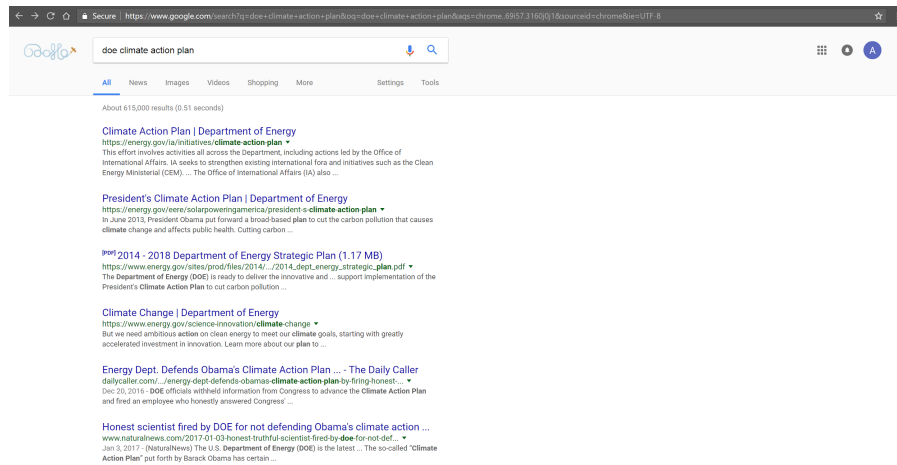 Secure | https://www.google.com/search?q=doe+climate+action+plan&oq=doe+climate+action+plan&aqs=chrome..69i57.3160j0j1&sourceid=chrome&ie=UTF-8
doe climate action plan
A
All News Images Videos Shopping More Settings Tools
About 615,000 results (0.51 seconds)
Climate Action Plan | Department of Energy
https://energy.gov/ia/initiatives/climate-action-plan
This effort involves activities all across the Department, including actions led by the Office of
International Affairs. IA seeks to strengthen existing international fora and initiatives such as the Clean
Energy Ministerial (CEM). ... The Office of International Affairs (IA) also ...
President's Climate Action Plan | Department of Energy
https://energy.gov/eere/solarpoweringamerica/president-s-climate-action-plan
In June 2013, President Obama put forward a broad-based plan to cut the carbon pollution that causes
climate change and affects public health. Cutting carbon ...
[PDF] 2014 - 2018 Department of Energy Strategic Plan (1.17 MB)
https://www.energy.gov/sites/prod/files/2014/.../2014_dept_energy_strategic_plan.pdf
The Department of Energy (DOE) is ready to deliver the innovative and ... support implementation of the
President's Climate Action Plan to cut carbon pollution ...
Climate Change | Department of Energy
https://www.energy.gov/science-innovation/climate-change
But we need ambitious action on clean energy to meet our climate goals, starting with greatly
accelerated investment in innovation. Learn more about our plan to ...
Energy Dept. Defends Obama's Climate Action Plan ... - The Daily Caller
dailycaller.com/.../energy-dept-defends-obamas-climate-action-plan-by-firing-honest-...
Dec 20, 2016 - DOE officials withheld information from Congress to advance the Climate Action Plan
and fired an employee who honestly answered Congress' ...
Honest scientist fired by DOE for not defending Obama's climate action ...
www.naturalnews.com/2017-01-03-honest-truthful-scientist-fired-by-doe-for-not-def...
Jan 3, 2017 - (NaturalNews) The U.S. Department of Energy (DOE) is the latest ... The so-called "Climate
Action Plan" put forth by Barack Obama has certain ...